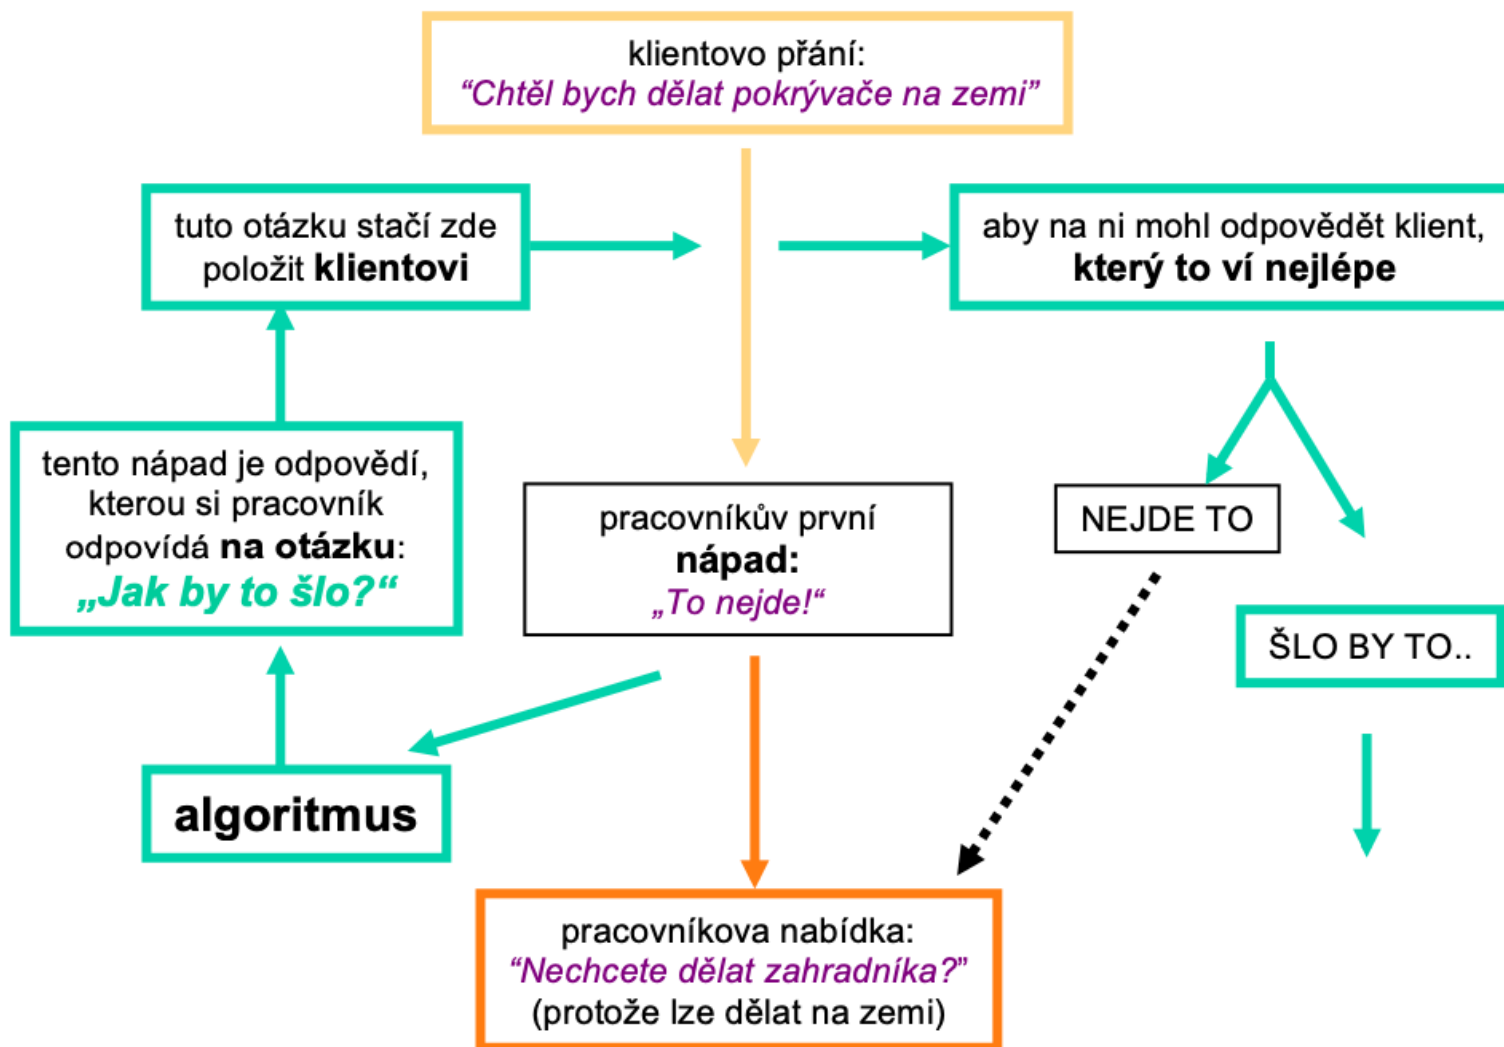 klientovo přání:
“Chtěl bych dělat pokrývače na zemi”
tuto otázku stačí zde
položit klientovi
aby na ni mohl odpovědět klient,
který to ví nejlépe
tento nápad je odpovědí,
kterou si pracovník
odpovídá na otázku:
„Jak by to šlo?“
pracovníkův první
nápad:
„To nejde!“
NEJDE TO
ŠLO BY TO..
algoritmus
pracovníkova nabídka:
“Nechcete dělat zahradníka?”
(protože lze dělat na zemi)